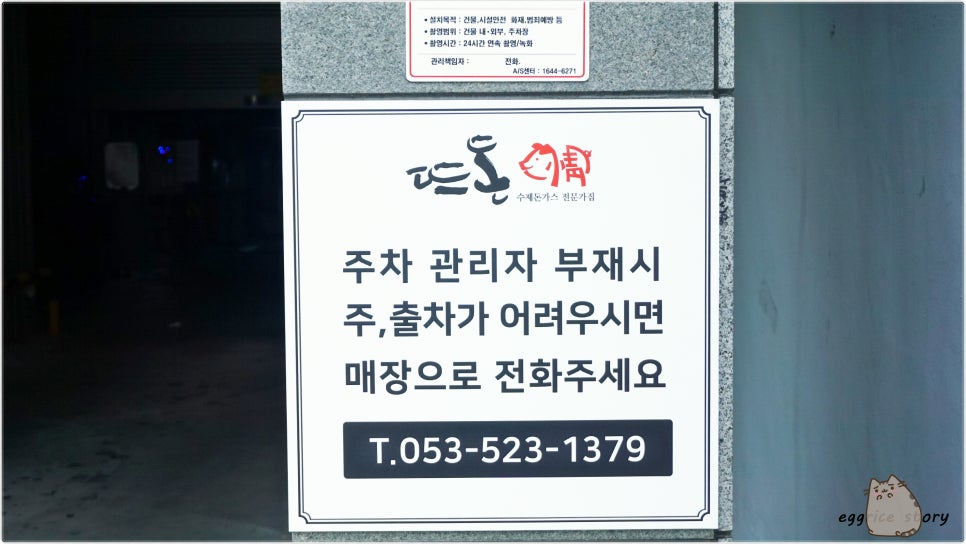 • 설치목적 : 건물,시설안전 화재,범죄예방 등
• 촬영범위 : 건물 내·외부, 주차장
• 촬영시간 : 24시간 연속 촬영/녹화
관리책임자 : 전화.
A/S센터 : 1644-6271
수제돈가스 전문가집
주차 관리자 부재시
주,출차가 어려우시면
매장으로 전화주세요
T.053-523-1379
eggrice story